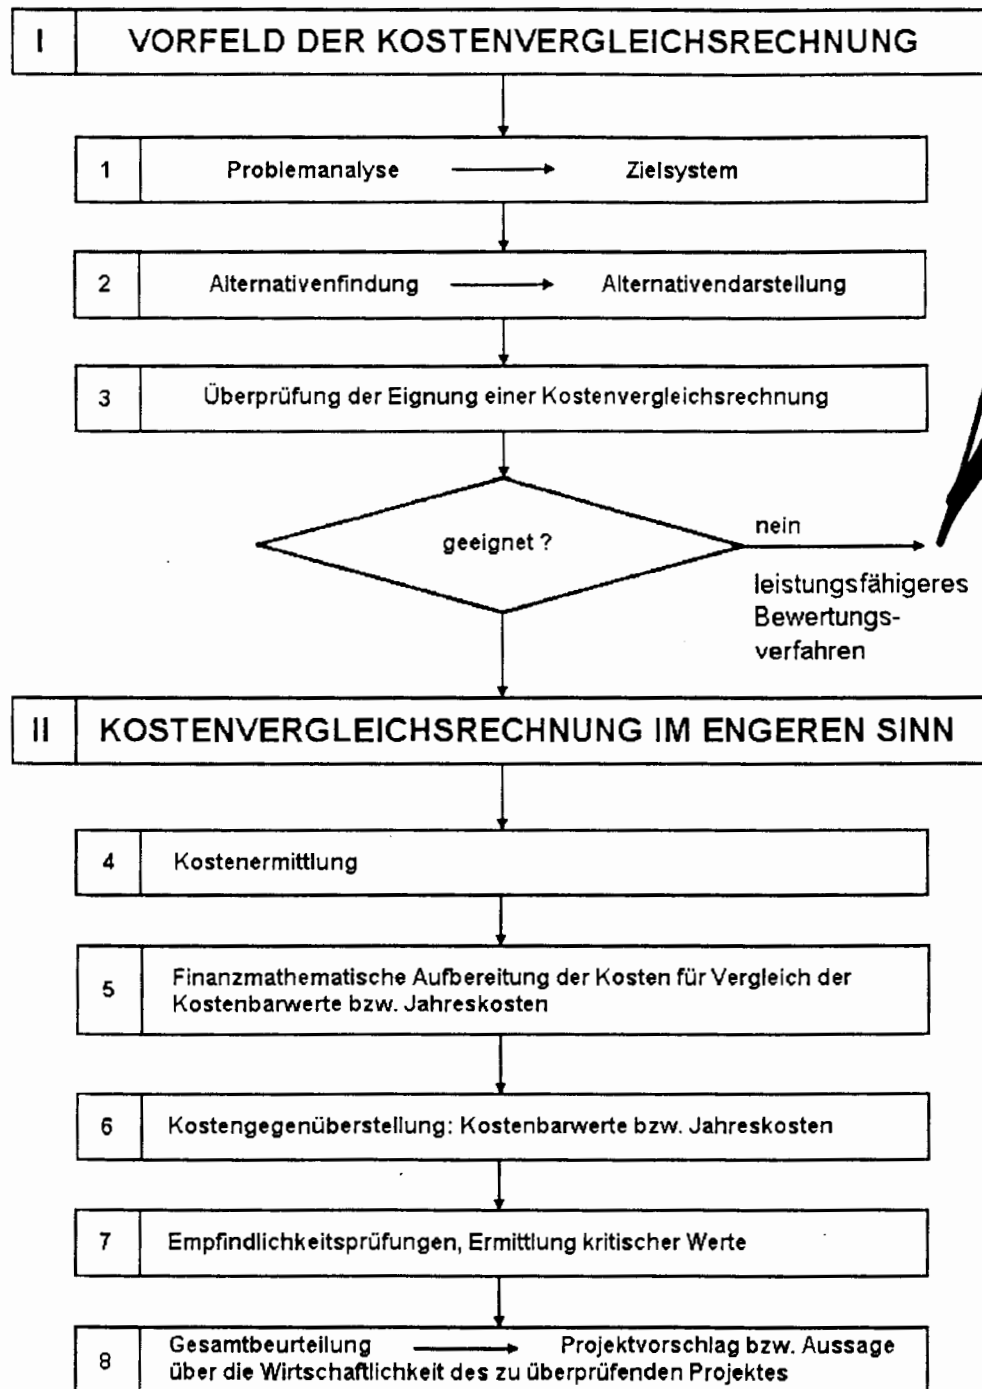 I VORFELD DER KOSTENVERGLEICHSRECHNUNG
1 Problemanalyse Zielsystem
2 Alternativenfindung Alternativendarstellung
3 Überprüfung der Eignung einer Kostenvergleichsrechnung
geeignet ?
nein
leistungsfähigeres
Bewertungs-
verfahren
II KOSTENVERGLEICHSRECHNUNG IM ENGEREN SINN
4 Kostenermittlung
5 Finanzmathematische Aufbereitung der Kosten für Vergleich der
Kostenbarwerte bzw. Jahreskosten
6 Kostengegenüberstellung: Kostenbarwerte bzw. Jahreskosten
7 Empfindlichkeitsprüfungen, Ermittlung kritischer Werte
8 Gesamtbeurteilung Projektvorschlag bzw. Aussage
über die Wirtschaftlichkeit des zu überprüfenden Projektes